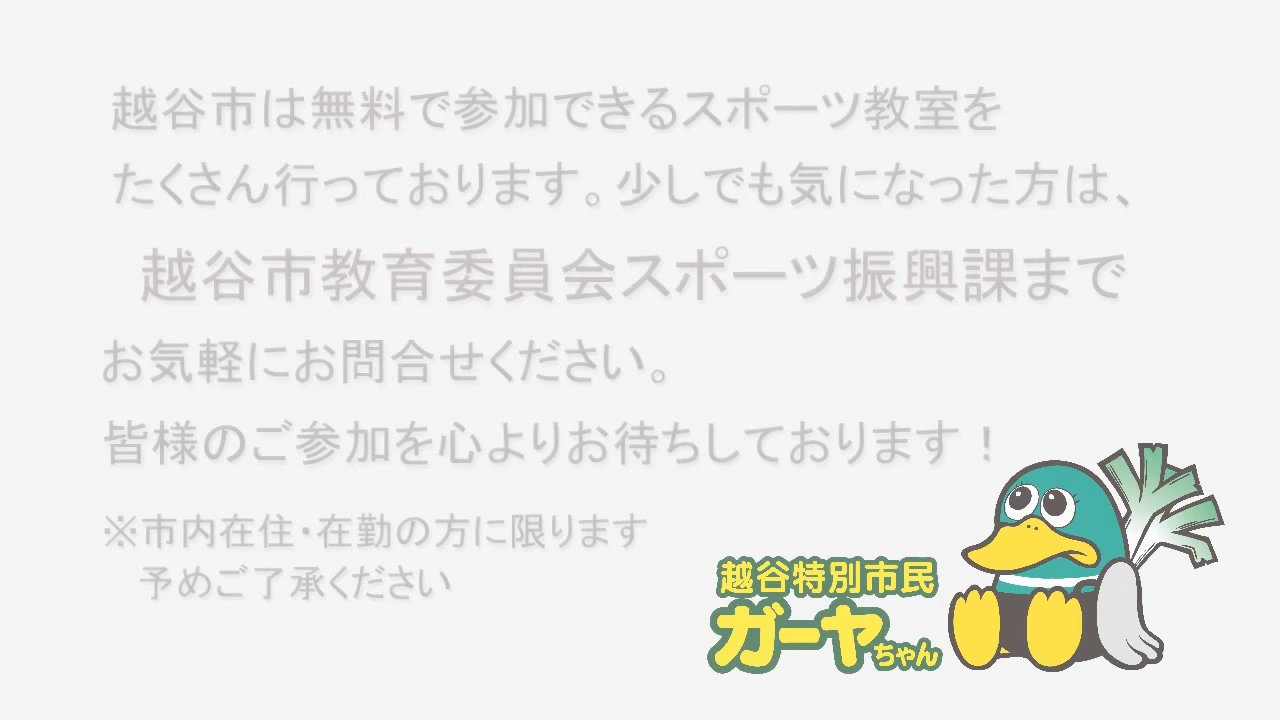 越谷市は無料で参加できるスポーツ教室を
たくさん行っております。少しでも気になった方は、
越谷市教育委員会スポーツ振興課まで
お気軽にお問合せください。
皆様のご参加を心よりお待ちしております！
※市内在住・在勤の方に限ります
予めご了承ください
越谷特別市民
ガーヤちゃん